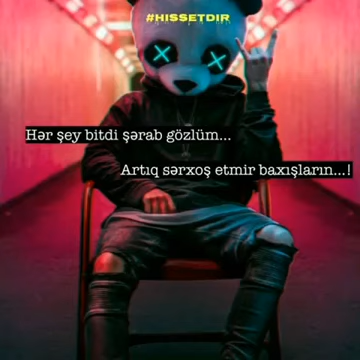 #HISSETDIR
Hər şey bitdi şərab gözlüm...
Artıq sərxoş etmir baxışların...!